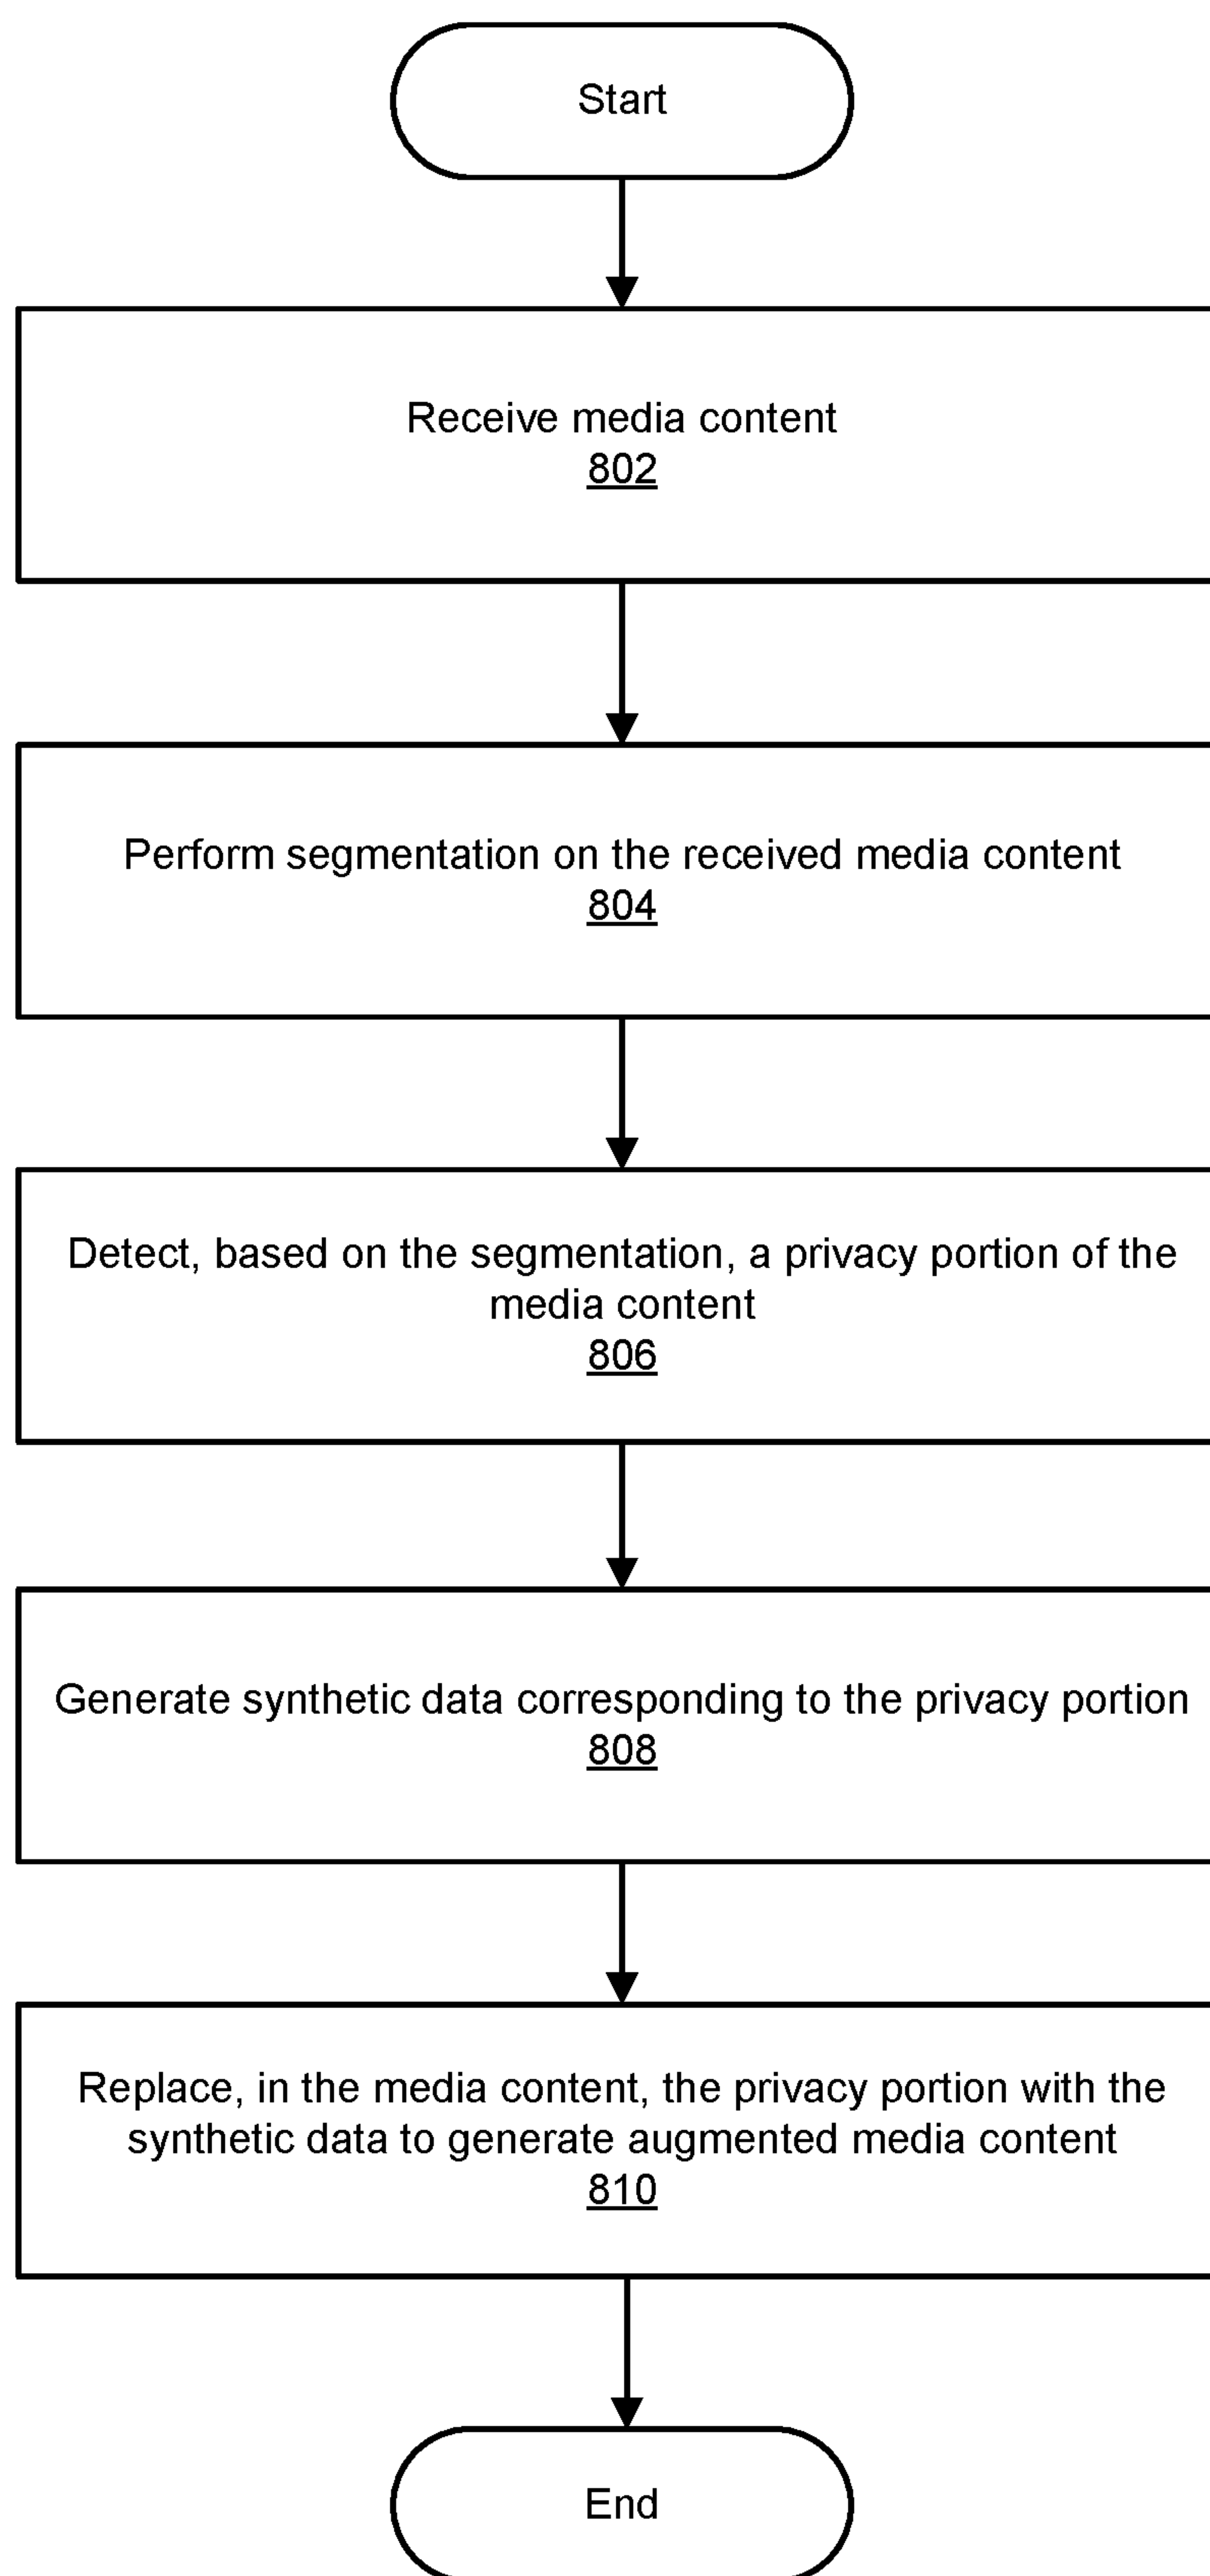 Start
Receive media content
802
Perform segmentation on the received media content
804
Detect, based on the segmentation, a privacy portion of the
media content
806
Generate synthetic data corresponding to the privacy portion
808
Replace, in the media content, the privacy portion with the
synthetic data to generate augmented media content
810
End